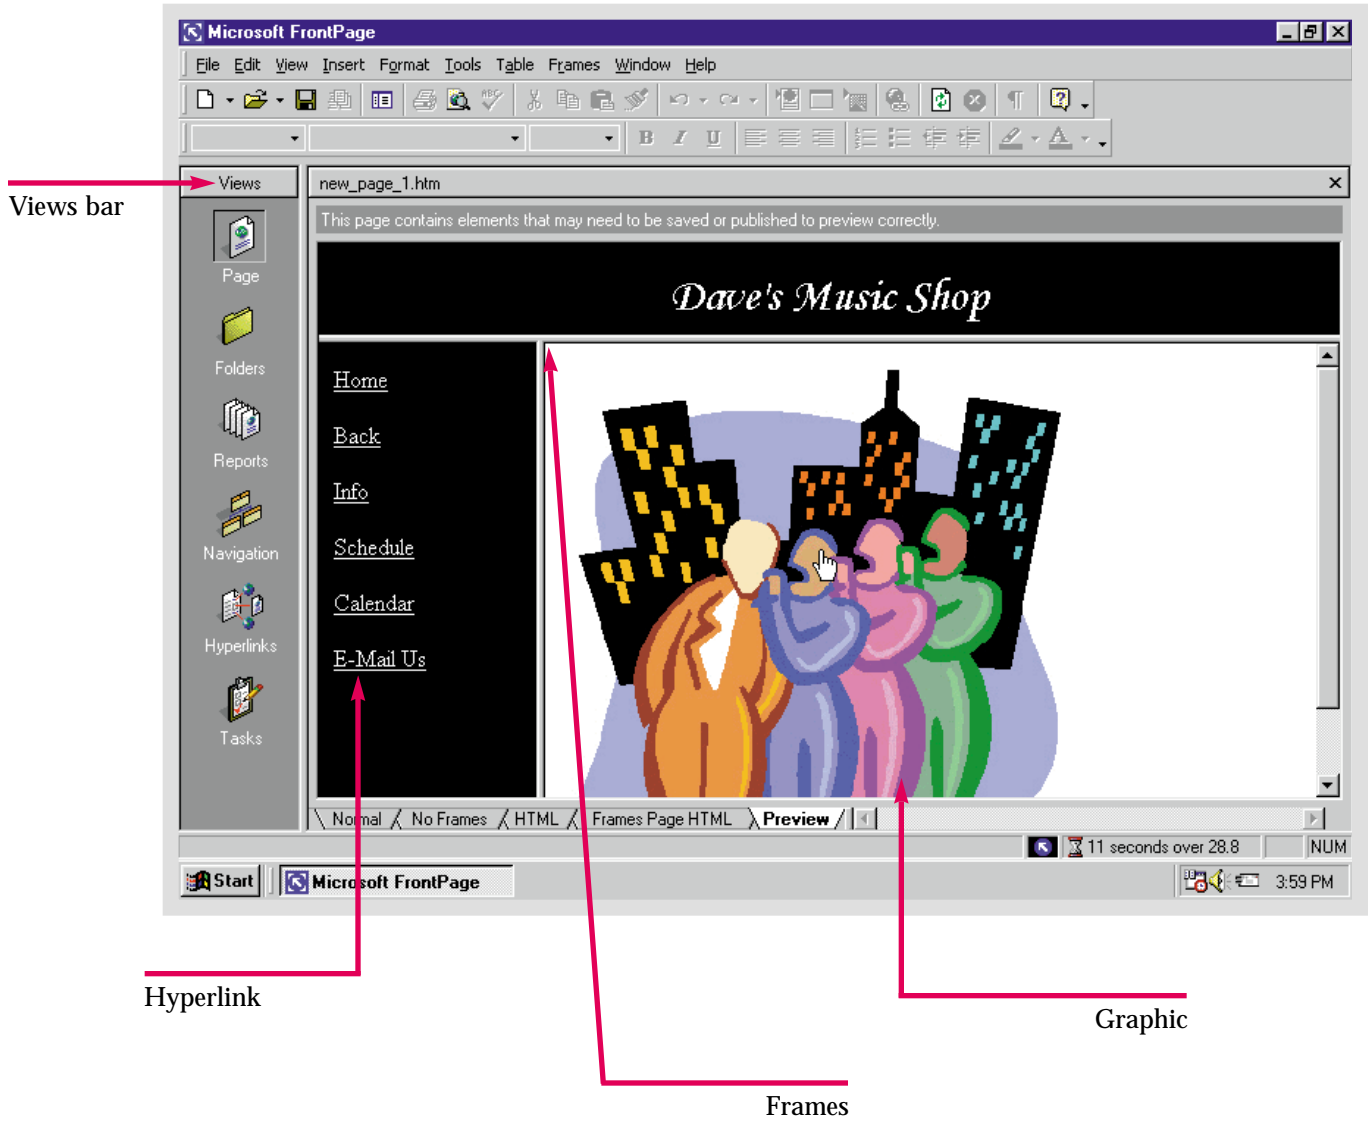 Microsoft FrontPage
File Edit View Insert Format Tools Table Frames Window Help
B I U A
Views new_page_1.htm
Views bar
This page contains elements that may need to be saved or published to preview correctly.
Page
Dave's Music Shop
Folders
Home
Back
Reports
Info
Navigation
Schedule
Calendar
Hyperlinks
E-Mail Us
Tasks
Normal No Frames HTML Frames Page HTML Preview
11 seconds over 28.8 NUM
Start Microsoft FrontPage 3:59 PM
Hyperlink
Graphic
Frames